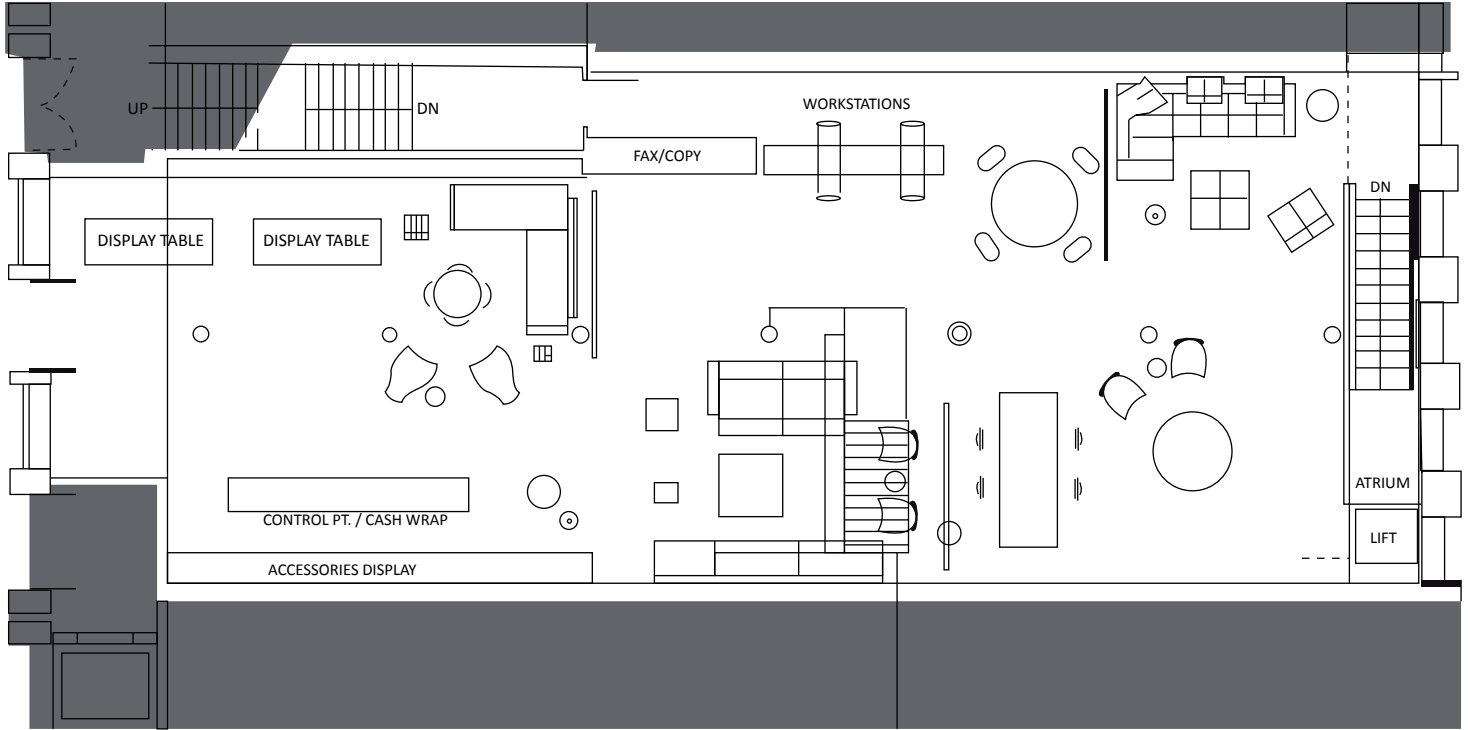 UP
DN
WORKSTATIONS
FAX/COPY
DN
DISPLAY TABLE
DISPLAY TABLE
ATRIUM
CONTROL PT. / CASH WRAP
LIFT
ACCESSORIES DISPLAY